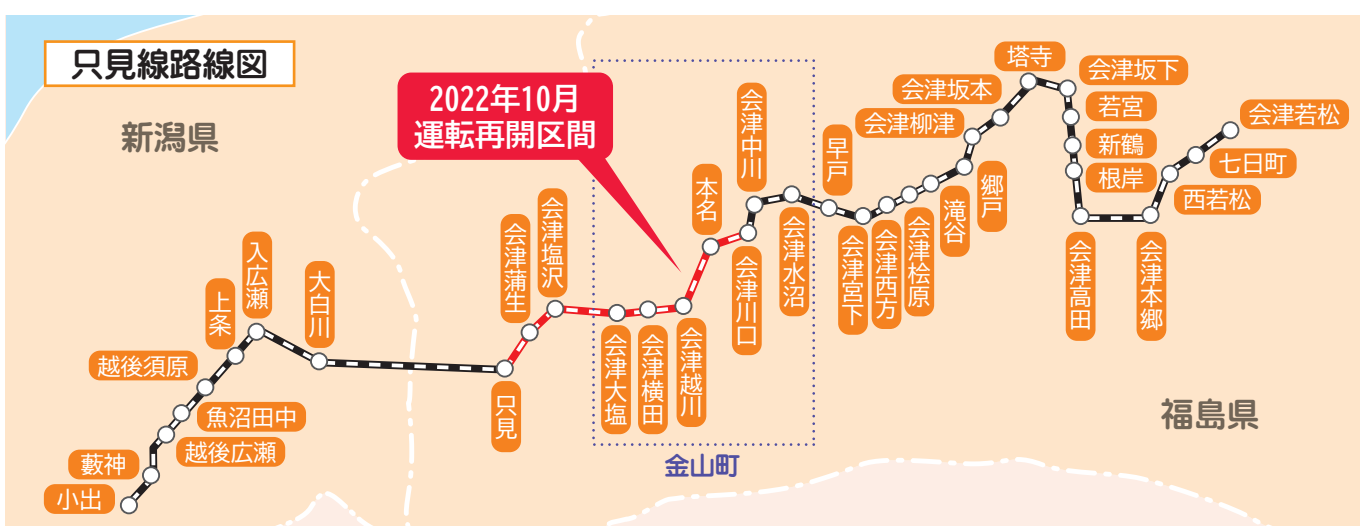 只見線路線図
新潟県
2022年10月
運転再開区間
小出
藪神
越後広瀬
魚沼田中
越後須原
上条
入広瀬
大白川
只見
会津蒲生
会津塩沢
会津大塩
会津横田
会津越川
本名
会津川口
会津中川
会津水沼
早戸
会津宮下
会津西方
会津桧原
滝谷
郷戸
会津柳津
会津坂本
塔寺
会津坂下
若宮
新鶴
根岸
会津高田
会津本郷
西若松
七日町
会津若松
金山町
福島県